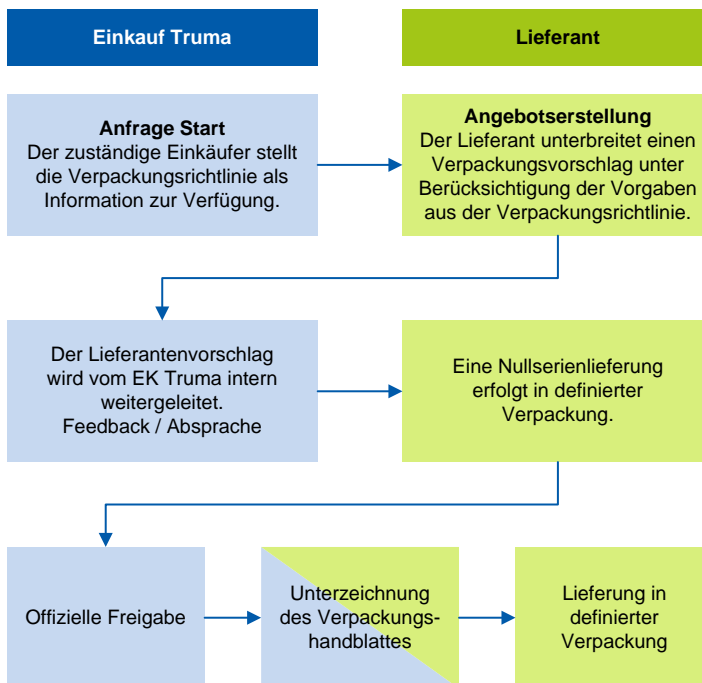 Einkauf Truma
Lieferant
Anfrage Start
Der zuständige Einkäufer stellt
die Verpackungsrichtlinie als
Information zur Verfügung.
Angebotserstellung
Der Lieferant unterbreitet einen
Verpackungsvorschlag unter
Berücksichtigung der Vorgaben
aus der Verpackungsrichtlinie.
Der Lieferantenvorschlag
wird vom EK Truma intern
weitergeleitet.
Feedback / Absprache
Eine Nullserienlieferung
erfolgt in definierter
Verpackung.
Offizielle Freigabe
Unterzeichnung
des Verpackungs-
handblattes
Lieferung in
definierter
Verpackung